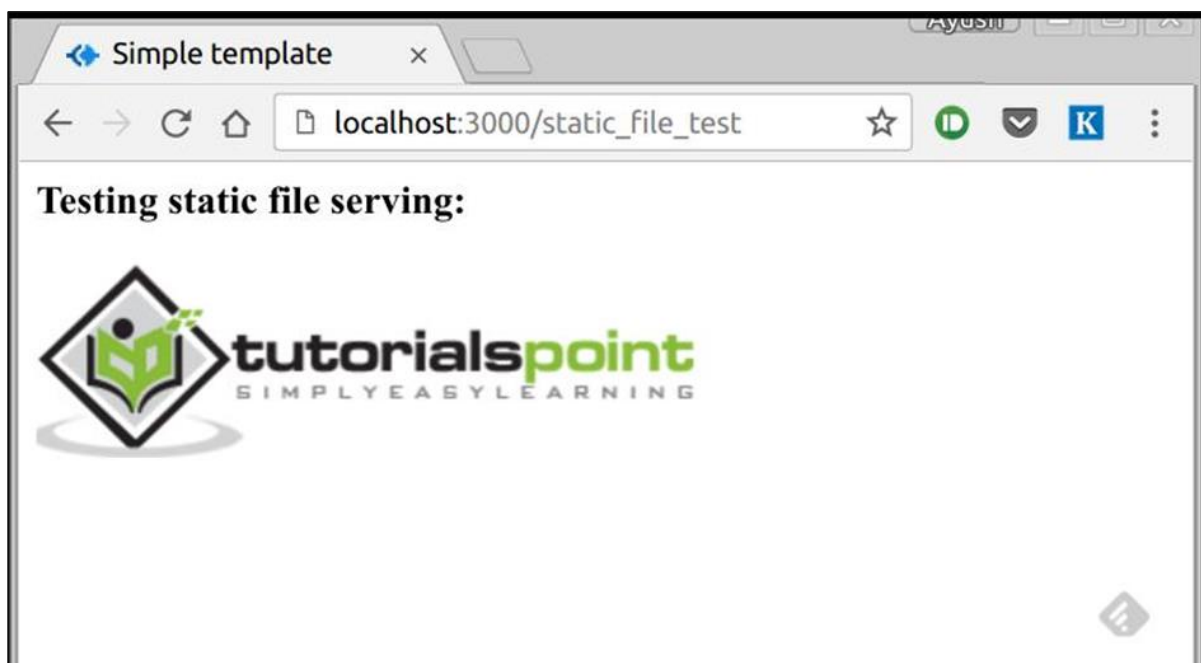 Ayush
Simple template
localhost:3000/static_file_test
K
Testing static file serving:
tutorialspoint
SIMPLYEASYLEARNING